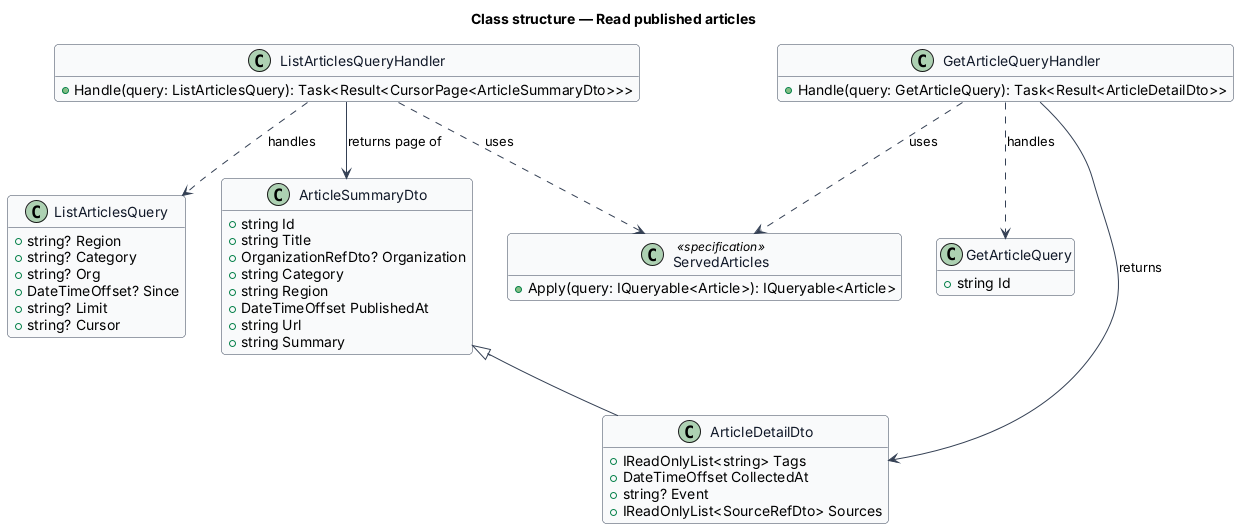 Class structure — Read published articles
C ListArticlesQueryHandler
Handle(query: ListArticlesQuery): Task<Result<CursorPage<ArticleSummaryDto>>>
C GetArticleQueryHandler
Handle(query: GetArticleQuery): Task<Result<ArticleDetailDto>>
handles
returns page of
uses
uses
handles
C ListArticlesQuery
string? Region
string? Category
string? Org
DateTimeOffset? Since
string? Limit
string? Cursor
C ArticleSummaryDto
string Id
string Title
OrganizationRefDto? Organization
string Category
string Region
DateTimeOffset PublishedAt
string Url
string Summary
«specification»
C ServedArticles
Apply(query: IQueryable<Article>): IQueryable<Article>
C GetArticleQuery
string Id
returns
C ArticleDetailDto
IReadOnlyList<string> Tags
DateTimeOffset CollectedAt
string? Event
IReadOnlyList<SourceRefDto> Sources